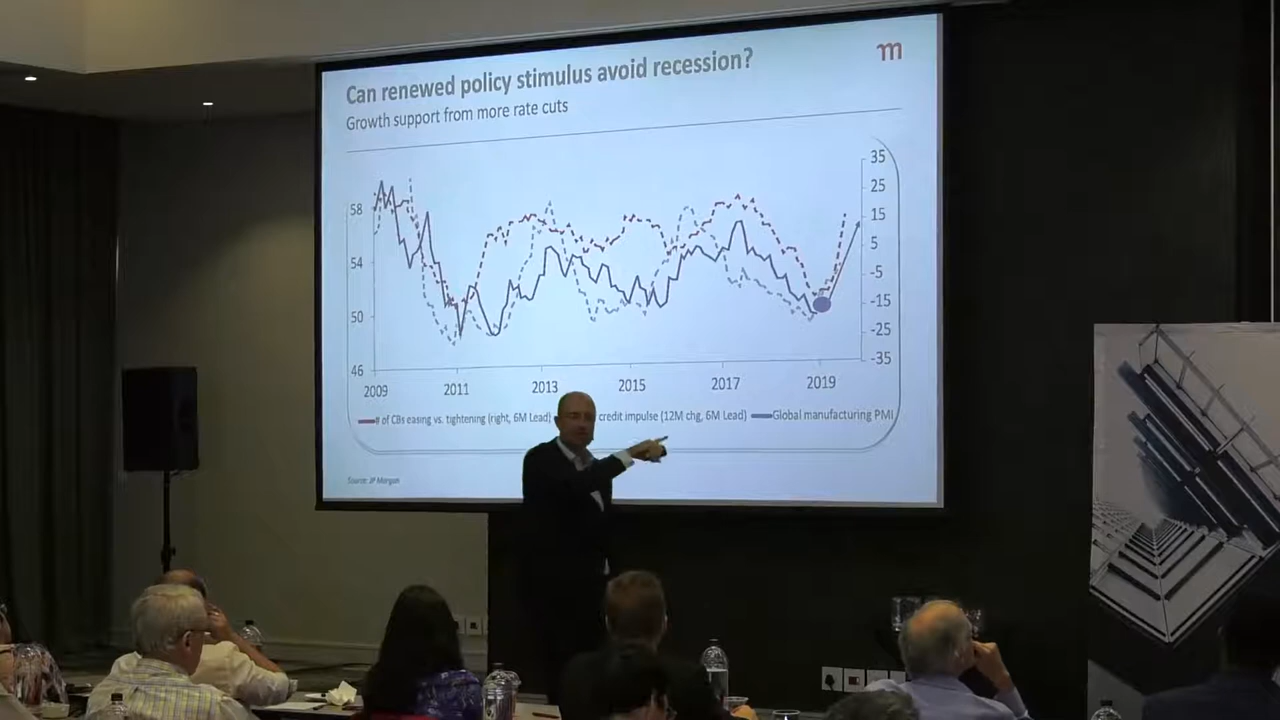 Can renewed policy stimulus avoid recession?
m
Growth support from more rate cuts
35
25
58
15
5
54
-5
-15
50
-25
46
-35
2009 2011 2013 2015 2017 2019
# of CBs easing vs. tightening (right, 6M Lead) credit impulse (12M chg, 6M Lead) Global manufacturing PMI
Source: JP Morgan